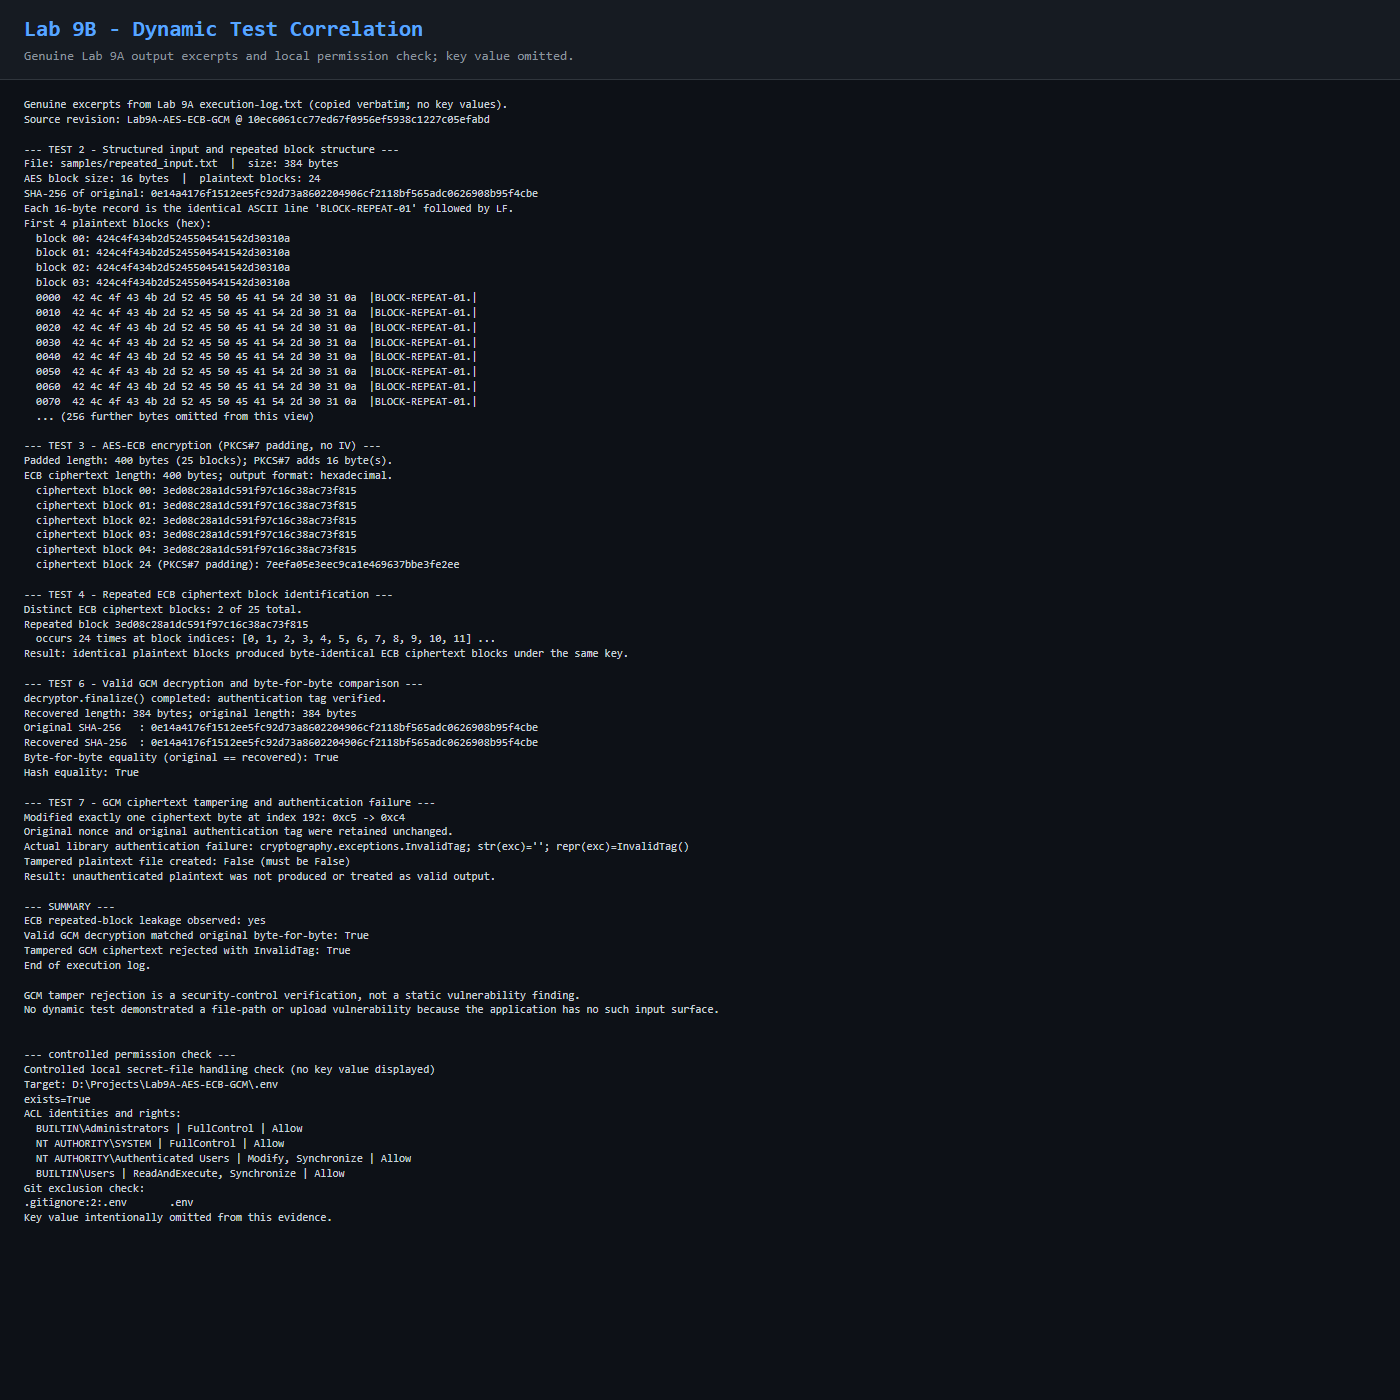 Lab 9B - Dynamic Test Correlation
Genuine Lab 9A output excerpts and local permission check; key value omitted.
Genuine excerpts from Lab 9A execution-log.txt (copied verbatim; no key values).
Source revision: Lab9A-AES-ECB-GCM @ 10ec6061cc77ed67f0956ef5938c1227c05efabd
--- TEST 2 - Structured input and repeated block structure ---
File: samples/repeated_input.txt  |  size: 384 bytes
AES block size: 16 bytes  |  plaintext blocks: 24
SHA-256 of original: 0e14a4176f1512ee5fc92d73a8602204906cf2118bf565adc0626908b95f4cbe
Each 16-byte record is the identical ASCII line 'BLOCK-REPEAT-01' followed by LF.
First 4 plaintext blocks (hex):
  block 00: 424c4f434b2d5245504541542d30310a
  block 01: 424c4f434b2d5245504541542d30310a
  block 02: 424c4f434b2d5245504541542d30310a
  block 03: 424c4f434b2d5245504541542d30310a
  0000  42 4c 4f 43 4b 2d 52 45 50 45 41 54 2d 30 31 0a  |BLOCK-REPEAT-01.|
  0010  42 4c 4f 43 4b 2d 52 45 50 45 41 54 2d 30 31 0a  |BLOCK-REPEAT-01.|
  0020  42 4c 4f 43 4b 2d 52 45 50 45 41 54 2d 30 31 0a  |BLOCK-REPEAT-01.|
  0030  42 4c 4f 43 4b 2d 52 45 50 45 41 54 2d 30 31 0a  |BLOCK-REPEAT-01.|
  0040  42 4c 4f 43 4b 2d 52 45 50 45 41 54 2d 30 31 0a  |BLOCK-REPEAT-01.|
  0050  42 4c 4f 43 4b 2d 52 45 50 45 41 54 2d 30 31 0a  |BLOCK-REPEAT-01.|
  0060  42 4c 4f 43 4b 2d 52 45 50 45 41 54 2d 30 31 0a  |BLOCK-REPEAT-01.|
  0070  42 4c 4f 43 4b 2d 52 45 50 45 41 54 2d 30 31 0a  |BLOCK-REPEAT-01.|
  ... (256 further bytes omitted from this view)
--- TEST 3 - AES-ECB encryption (PKCS#7 padding, no IV) ---
Padded length: 400 bytes (25 blocks); PKCS#7 adds 16 byte(s).
ECB ciphertext length: 400 bytes; output format: hexadecimal.
  ciphertext block 00: 3ed08c28a1dc591f97c16c38ac73f815
  ciphertext block 01: 3ed08c28a1dc591f97c16c38ac73f815
  ciphertext block 02: 3ed08c28a1dc591f97c16c38ac73f815
  ciphertext block 03: 3ed08c28a1dc591f97c16c38ac73f815
  ciphertext block 04: 3ed08c28a1dc591f97c16c38ac73f815
  ciphertext block 24 (PKCS#7 padding): 7eefa05e3eec9ca1e469637bbe3fe2ee
--- TEST 4 - Repeated ECB ciphertext block identification ---
Distinct ECB ciphertext blocks: 2 of 25 total.
Repeated block 3ed08c28a1dc591f97c16c38ac73f815
  occurs 24 times at block indices: [0, 1, 2, 3, 4, 5, 6, 7, 8, 9, 10, 11] ...
Result: identical plaintext blocks produced byte-identical ECB ciphertext blocks under the same key.
--- TEST 6 - Valid GCM decryption and byte-for-byte comparison ---
decryptor.finalize() completed: authentication tag verified.
Recovered length: 384 bytes; original length: 384 bytes
Original SHA-256   : 0e14a4176f1512ee5fc92d73a8602204906cf2118bf565adc0626908b95f4cbe
Recovered SHA-256  : 0e14a4176f1512ee5fc92d73a8602204906cf2118bf565adc0626908b95f4cbe
Byte-for-byte equality (original == recovered): True
Hash equality: True
--- TEST 7 - GCM ciphertext tampering and authentication failure ---
Modified exactly one ciphertext byte at index 192: 0xc5 -> 0xc4
Original nonce and original authentication tag were retained unchanged.
Actual library authentication failure: cryptography.exceptions.InvalidTag; str(exc)=''; repr(exc)=InvalidTag()
Tampered plaintext file created: False (must be False)
Result: unauthenticated plaintext was not produced or treated as valid output.
--- SUMMARY ---
ECB repeated-block leakage observed: yes
Valid GCM decryption matched original byte-for-byte: True
Tampered GCM ciphertext rejected with InvalidTag: True
End of execution log.
GCM tamper rejection is a security-control verification, not a static vulnerability finding.
No dynamic test demonstrated a file-path or upload vulnerability because the application has no such input surface.
--- controlled permission check ---
Controlled local secret-file handling check (no key value displayed)
Target: D:\Projects\Lab9A-AES-ECB-GCM\.env
exists=True
ACL identities and rights:
  BUILTIN\Administrators | FullControl | Allow
  NT AUTHORITY\SYSTEM | FullControl | Allow
  NT AUTHORITY\Authenticated Users | Modify, Synchronize | Allow
  BUILTIN\Users | ReadAndExecute, Synchronize | Allow
Git exclusion check:
.gitignore:2:.env       .env
Key value intentionally omitted from this evidence.